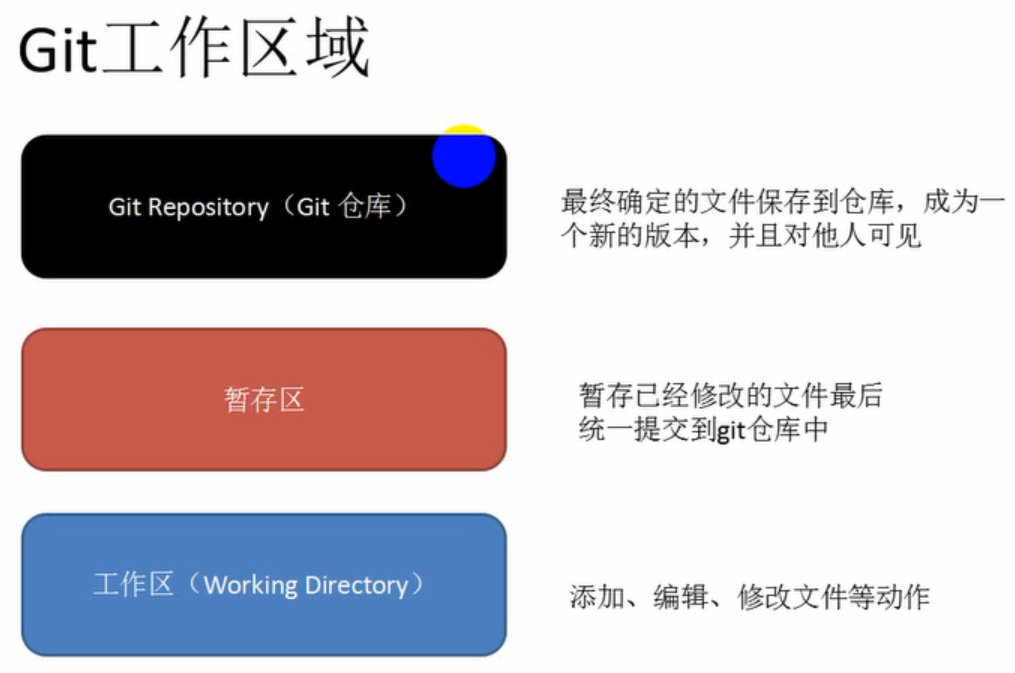 Git工作区域
Git Repository（Git 仓库）
最终确定的文件保存到仓库，成为一
个新的版本，并且对他人可见
暂存区
暂存已经修改的文件最后
统一提交到git仓库中
工作区（Working Directory）
添加、编辑、修改文件等动作